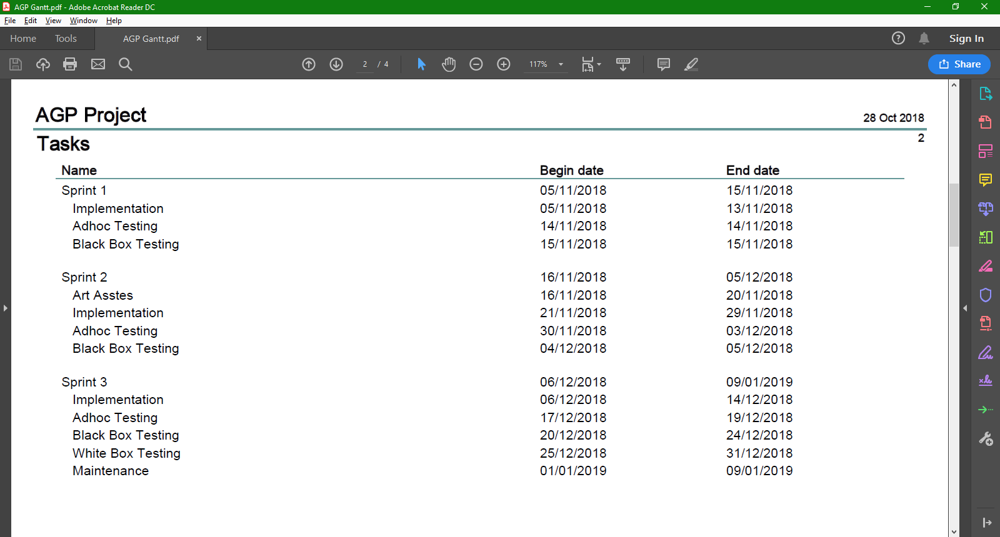 AGP Gantt.pdf - Adobe Acrobat Reader DC
File Edit View Window Help
Home Tools AGP Gantt.pdf × Sign In
2 / 4 117% Share
AGP Project 28 Oct 2018
Tasks 2
Name Begin date End date
Sprint 1 05/11/2018 15/11/2018
Implementation 05/11/2018 13/11/2018
Adhoc Testing 14/11/2018 14/11/2018
Black Box Testing 15/11/2018 15/11/2018
Sprint 2 16/11/2018 05/12/2018
Art Asstes 16/11/2018 20/11/2018
Implementation 21/11/2018 29/11/2018
Adhoc Testing 30/11/2018 03/12/2018
Black Box Testing 04/12/2018 05/12/2018
Sprint 3 06/12/2018 09/01/2019
Implementation 06/12/2018 14/12/2018
Adhoc Testing 17/12/2018 19/12/2018
Black Box Testing 20/12/2018 24/12/2018
White Box Testing 25/12/2018 31/12/2018
Maintenance 01/01/2019 09/01/2019